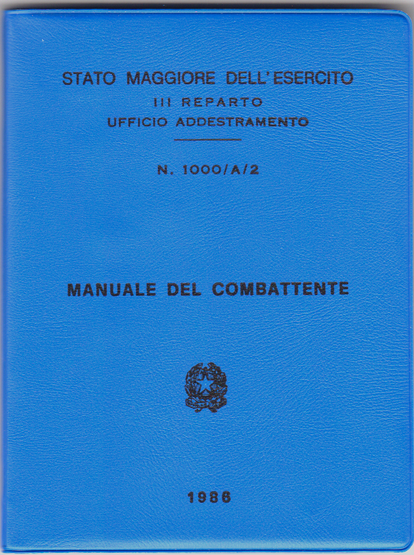 STATO MAGGIORE DELL'ESERCITO
III REPARTO
UFFICIO ADDESTRAMENTO
N. 1000/A/2
MANUALE DEL COMBATTENTE
1986